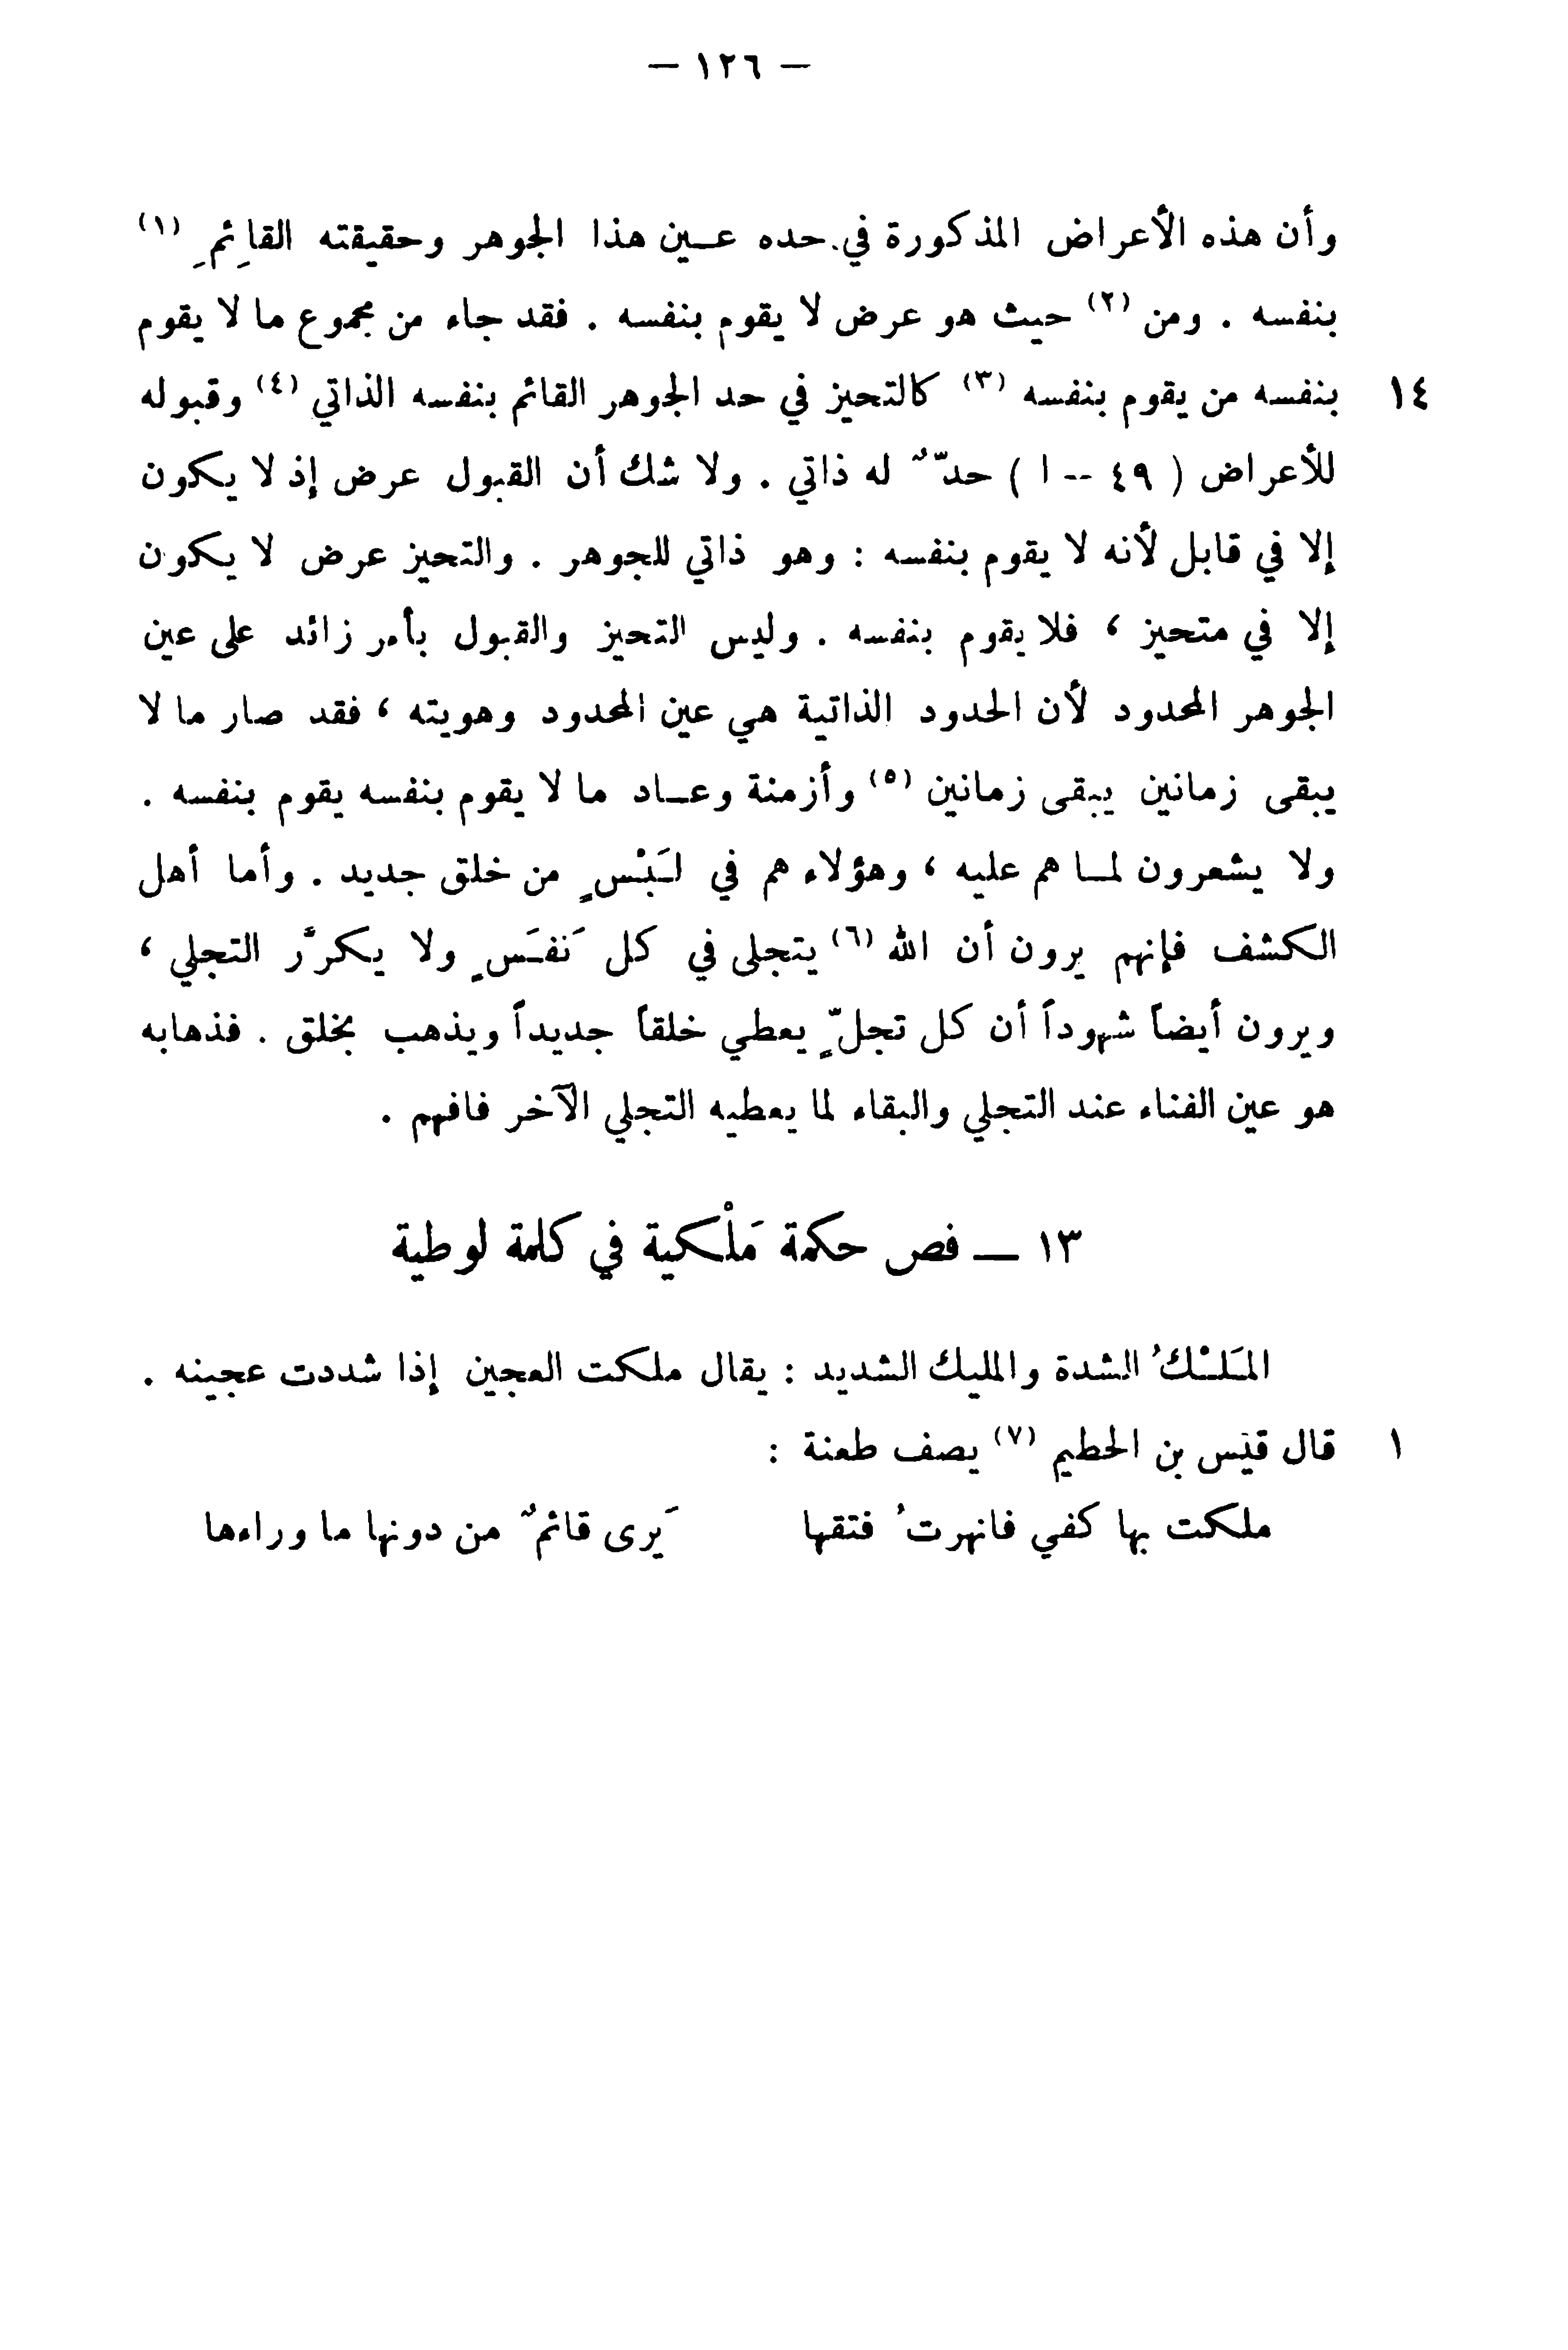 – ١٢٦ –
وأن هذه الأعراض المذكورة في حده عـين هذا الجوهر وحقيقته القائِمِ (١)
بنفسه . ومن (٢) حيث هو عرض لا يقوم بنفسه . فقد جاء من مجموع ما لا يقوم
١٤ بنفسه من يقوم بنفسه (٣) كالتحيز في حد الجوهر القائم بنفسه الذاتي (٤) وقبوله
للأعراض ( ٤٩ -- ا ) حدٌّ له ذاتي . ولا شك أن القبول عرض إذ لا يكون
إلا في قابل لأنه لا يقوم بنفسه : وهو ذاتي للجوهر . والتحيز عرض لا يكون
إلا في متحيز ، فلا يقوم بنفسه . وليس التحيز والقبول بأمر زائد على عين
الجوهر المحدود لأن الحدود الذاتية هي عين المحدود وهويته ، فقد صار ما لا
يبقى زمانين يبقى زمانين (٥) وأزمنة وعـاد ما لا يقوم بنفسه يقوم بنفسه .
ولا يشعرون لمـا هم عليه ، وهؤلاء هم في لَبْسٍ من خلق جديد . وأما أهل
الكشف فإنهم يرون أن الله (٦) يتجلى في كل نَفَسٍ ولا يكرَّر التجلي ،
ويرون أيضاً شهوداً أن كل تجلٍّ يعطي خلقاً جديداً ويذهب بخلق . فذهابه
هو عين الفناء عند التجلي والبقاء لما يعطيه التجلي الآخر فافهم .
١٣ — فص حكمة مَلْكية في كلمة لوطية
المَلْكُ الشدة والمليك الشديد : يقال ملكت العجين إذا شددت عجينه .
١ قال قيس بن الحطيم (٧) يصف طعنة :
ملكت بها كفي فانهرتُ فتقها يَرى قائمٌ من دونها ما وراءها